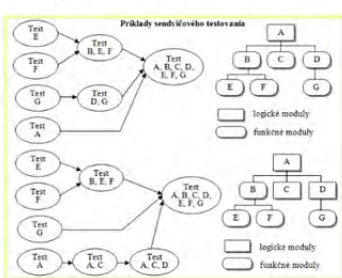 Príklady sendvičového testovania
Test
E
Test
F
Test
B, E, F
Test
G
Test
D, G
Test
A
Test
A, B, C, D,
E, F, G
A
B
C
D
E
F
G
logické moduly
funkčné moduly
Test
E
Test
F
Test
B, E, F
Test
G
Test
A
Test
A, C
Test
A, C, D
Test
A, B, C, D,
E, F, G
A
B
C
D
E
F
G
logické moduly
funkčné moduly